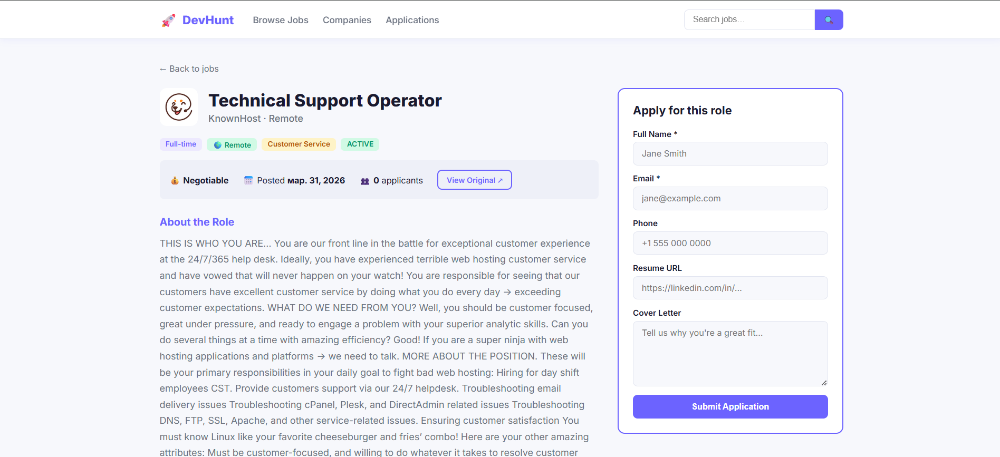 DevHunt
Browse Jobs
Companies
Applications
Search jobs…
← Back to jobs
Technical Support Operator
KnownHost · Remote
Full-time
Remote
Customer Service
ACTIVE
Negotiable
Posted мар. 31, 2026
0 applicants
View Original ↗
About the Role
THIS IS WHO YOU ARE... You are our front line in the battle for exceptional customer experience
at the 24/7/365 help desk. Ideally, you have experienced terrible web hosting customer service
and have vowed that will never happen on your watch! You are responsible for seeing that our
customers have excellent customer service by doing what you do every day → exceeding
customer expectations. WHAT DO WE NEED FROM YOU? Well, you should be customer focused,
great under pressure, and ready to engage a problem with your superior analytic skills. Can you
do several things at a time with amazing efficiency? Good! If you are a super ninja with web
hosting applications and platforms → we need to talk. MORE ABOUT THE POSITION. These will
be your primary responsibilities in your daily goal to fight bad web hosting: Hiring for day shift
employees CST. Provide customers support via our 24/7 helpdesk. Troubleshooting email
delivery issues Troubleshooting cPanel, Plesk, and DirectAdmin related issues Troubleshooting
DNS, FTP, SSL, Apache, and other service-related issues. Ensuring customer satisfaction You
must know Linux like your favorite cheeseburger and fries’ combo! Here are your other amazing
attributes: Must be customer-focused, and willing to do whatever it takes to resolve customer
Apply for this role
Full Name *
Jane Smith
Email *
jane@example.com
Phone
+1 555 000 0000
Resume URL
https://linkedin.com/in/...
Cover Letter
Tell us why you're a great fit...
Submit Application